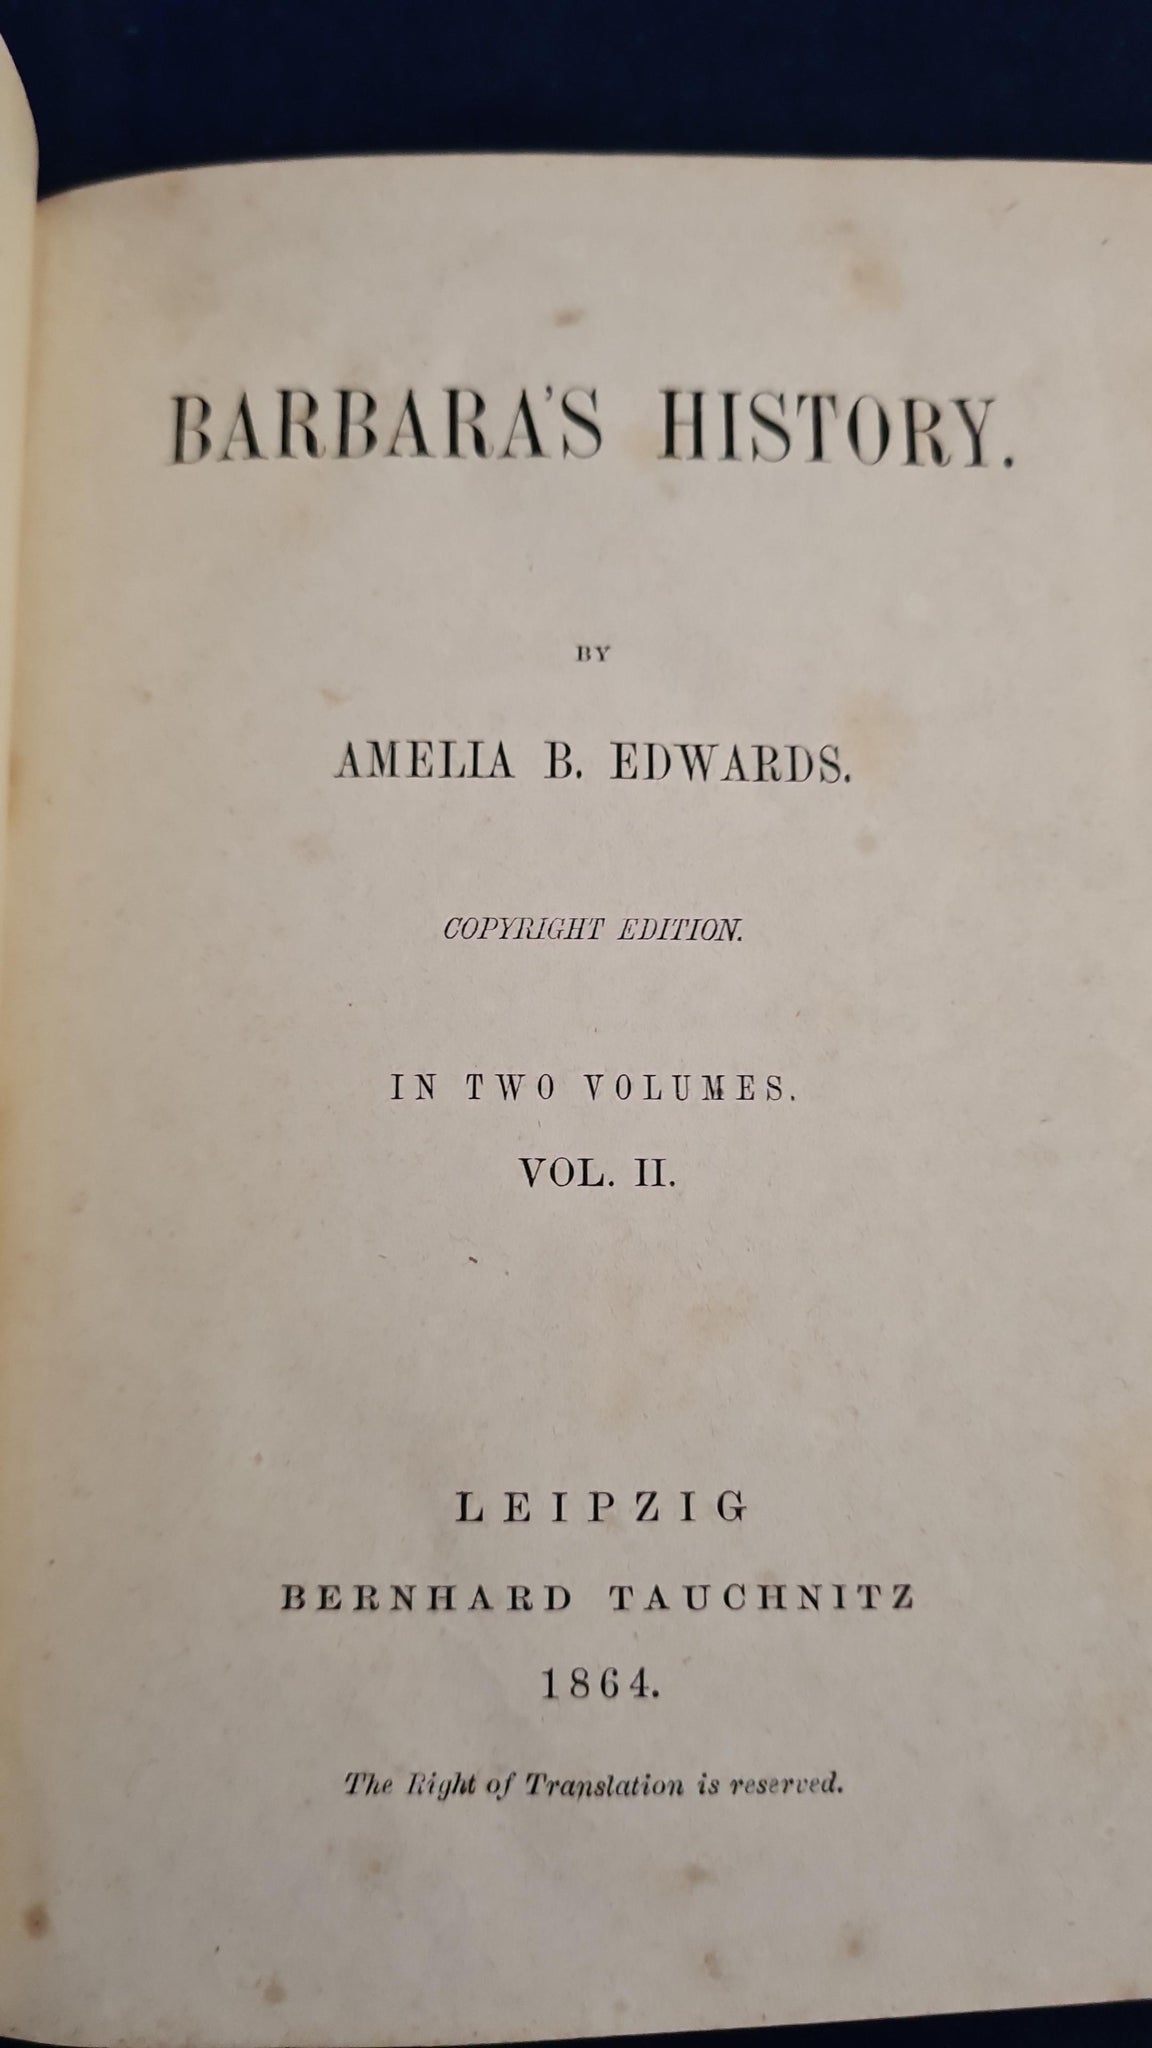 BARBARA'S HISTORY.
BY
AMELIA B. EDWARDS.
COPYRIGHT EDITION.
IN TWO VOLUMES.
VOL. II.
LEIPZIG
BERNHARD TAUCHNITZ
1864.
The Right of Translation is reserved.